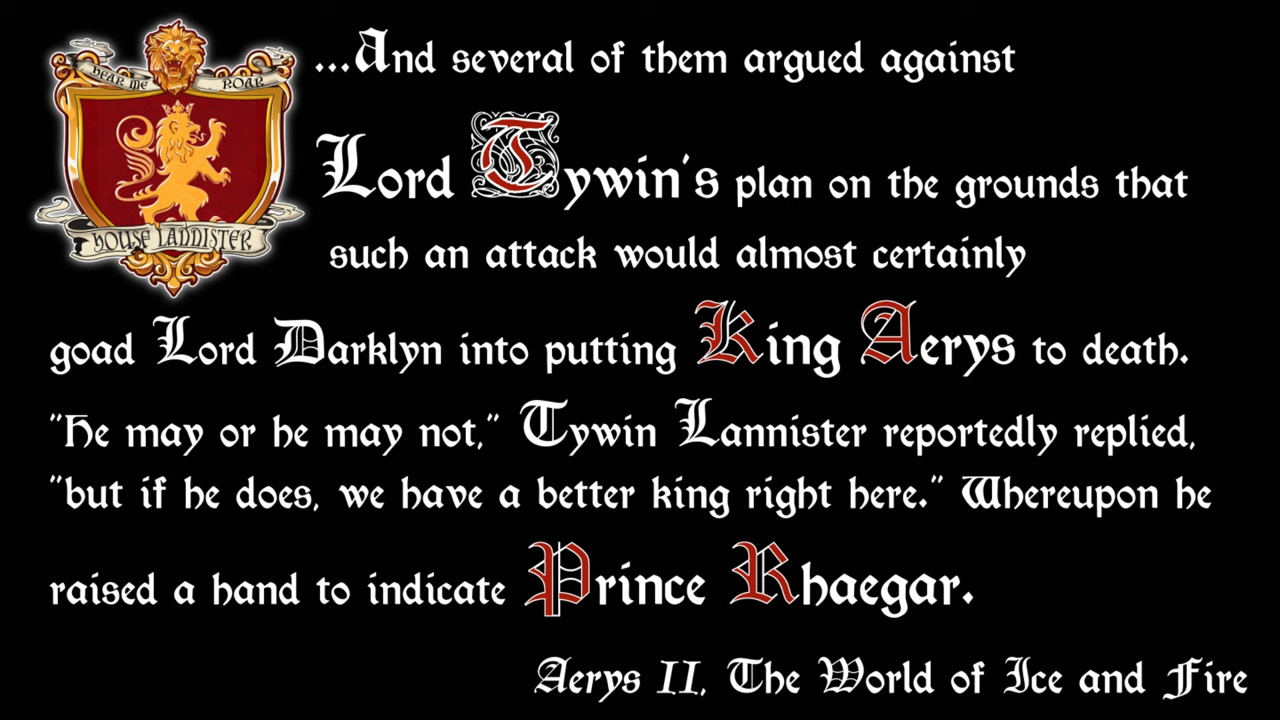 HEAR ME ROAR
HOUSE LANNISTER
...And several of them argued against
Lord Tywin's plan on the grounds that
such an attack would almost certainly
goad Lord Darklyn into putting King Aerys to death.
"He may or he may not," Tywin Lannister reportedly replied,
"but if he does, we have a better king right here." Whereupon he
raised a hand to indicate Prince Rhaegar.
Aerys II, The World of Ice and Fire